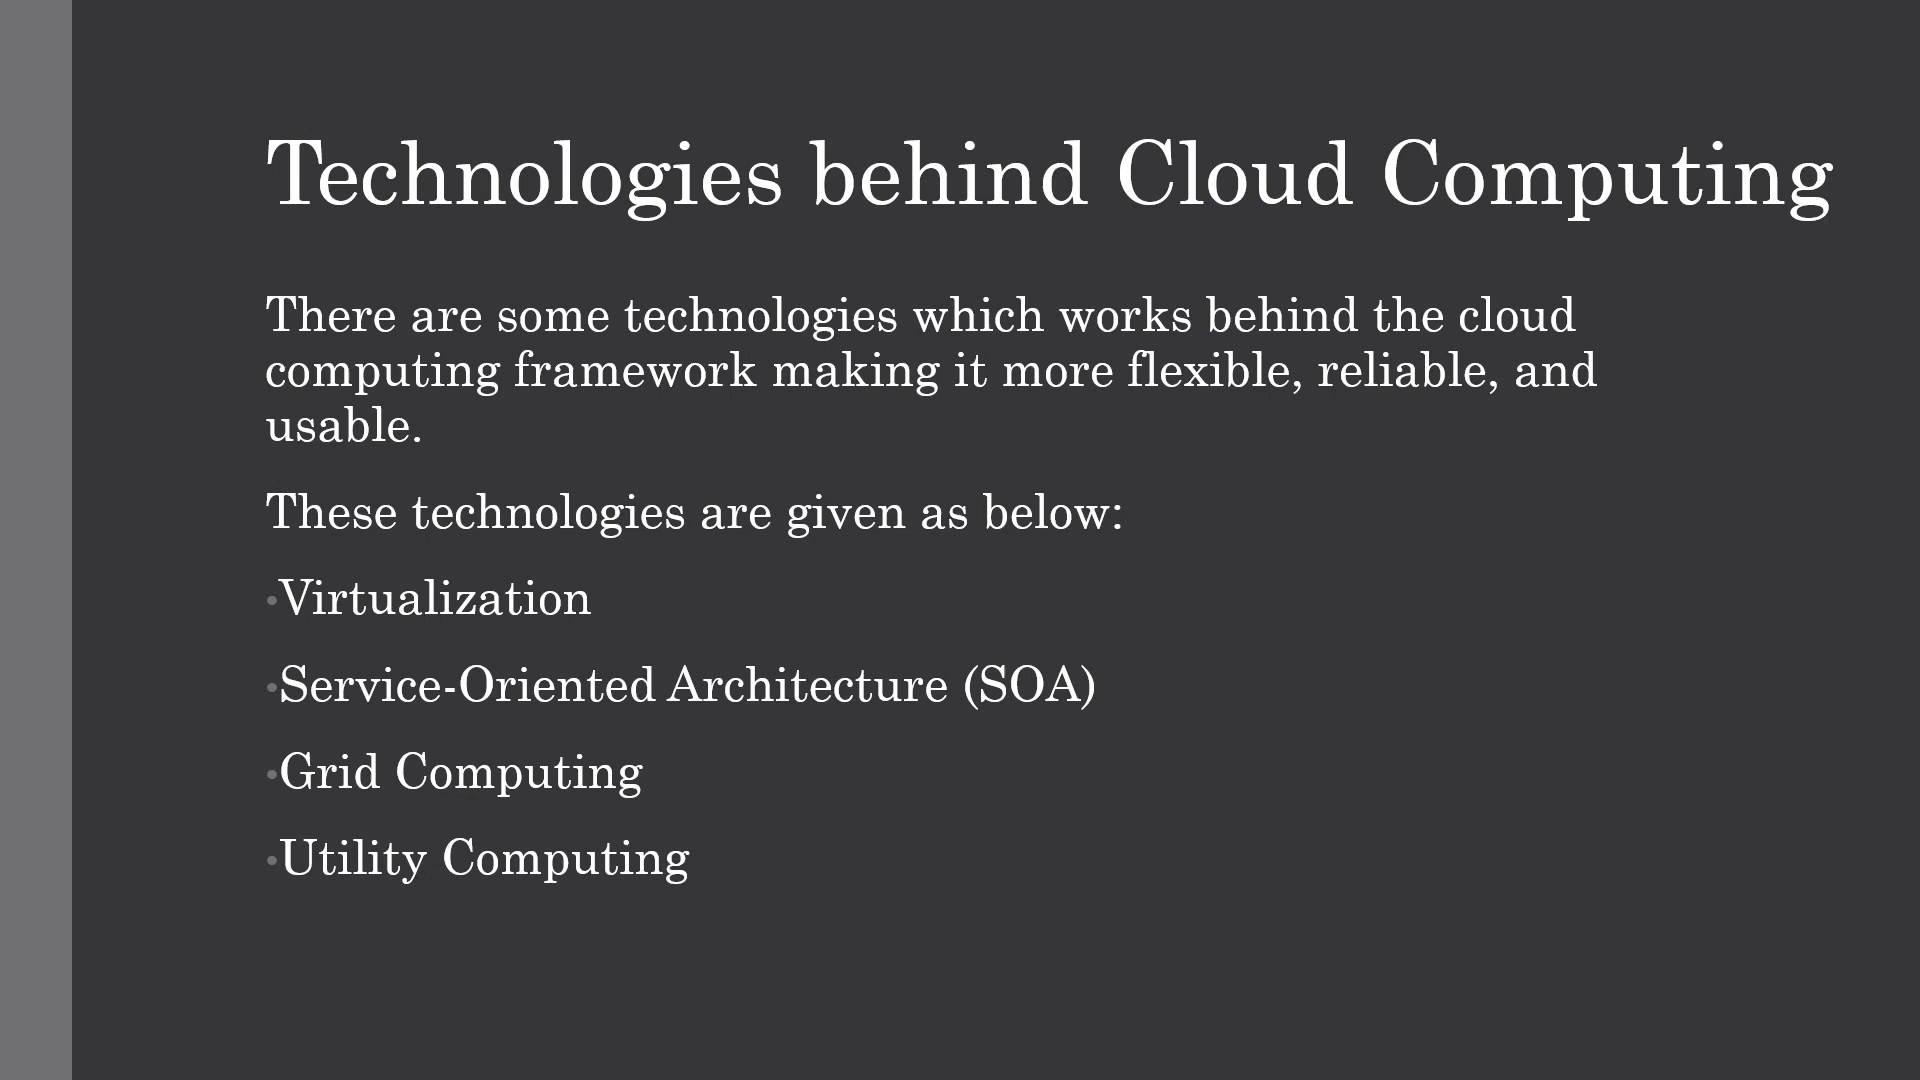 Technologies behind Cloud Computing
There are some technologies which works behind the cloud
computing framework making it more flexible, reliable, and
usable.
These technologies are given as below:
•Virtualization
•Service-Oriented Architecture (SOA)
•Grid Computing
•Utility Computing